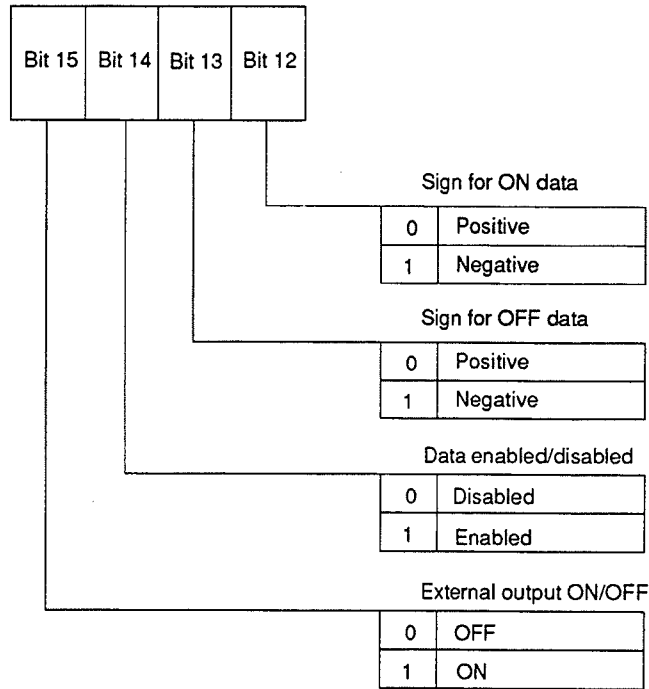 Bit 15 Bit 14 Bit 13 Bit 12
Sign for ON data
0 Positive
1 Negative
Sign for OFF data
0 Positive
1 Negative
Data enabled/disabled
0 Disabled
1 Enabled
External output ON/OFF
0 OFF
1 ON